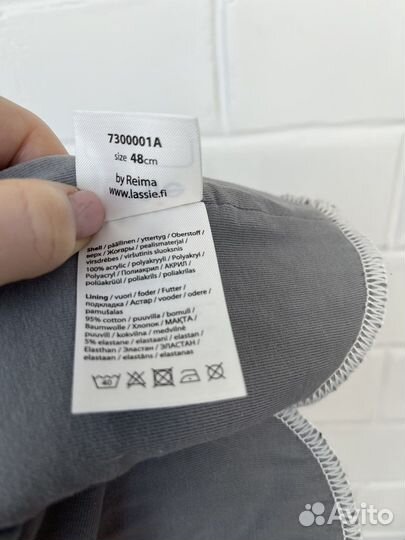 7300001A
size 48cm
by Reima
www.lassie.fi
Shell / päällinen / yttertyg / Oberstoff /
верх / Жоғары / pealismaterjal /
virsdrēbes / viršutinis sluoksnis /
100% acrylic / polyakryyli / Polyakryl /
Polyacryl / Полиакрил / АКРИЛ /
polüakrüül / poliakrils / poliakrilas
Lining / vuori / foder / Futter /
подкладка / Астар / vooder / odere /
pamušalas
95% cotton / puuvilla / bomull /
Baumwolle / Хлопок / МАҚТА /
puuvill / kokvilna / medvilnė
5% elastane / elastaani / elastan /
Elasthan / Эластан / ЭЛАСТАН /
elastaan / elastāns / elastanas
40
Avito